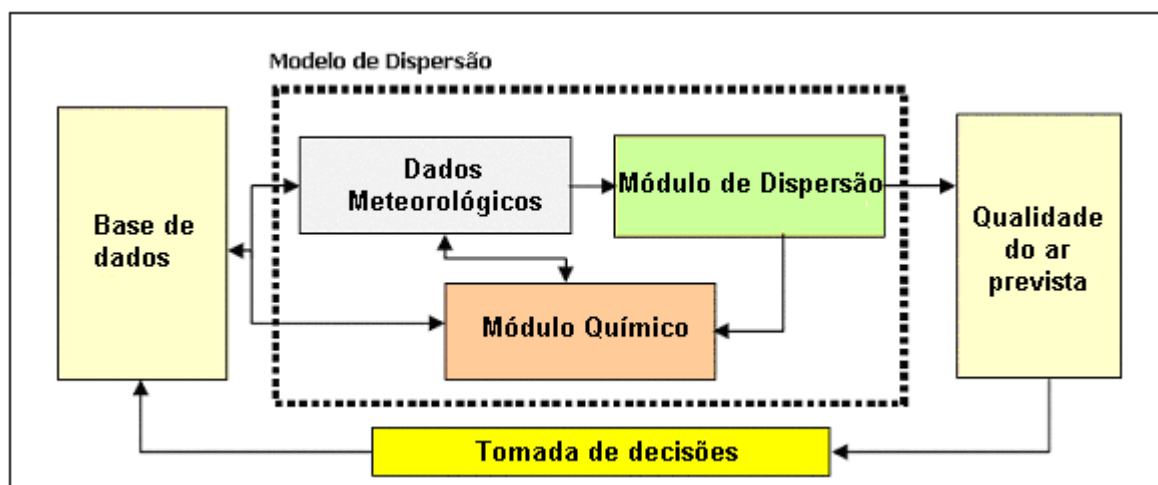 Modelo de Dispersão
Base de
dados
Dados
Meteorológicos
Módulo de Dispersão
Módulo Químico
Qualidade
do ar
prevista
Tomada de decisões